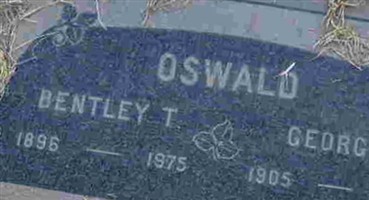 OSWALD
BENTLEY T. GEORG
1896 — 1975 1905 —